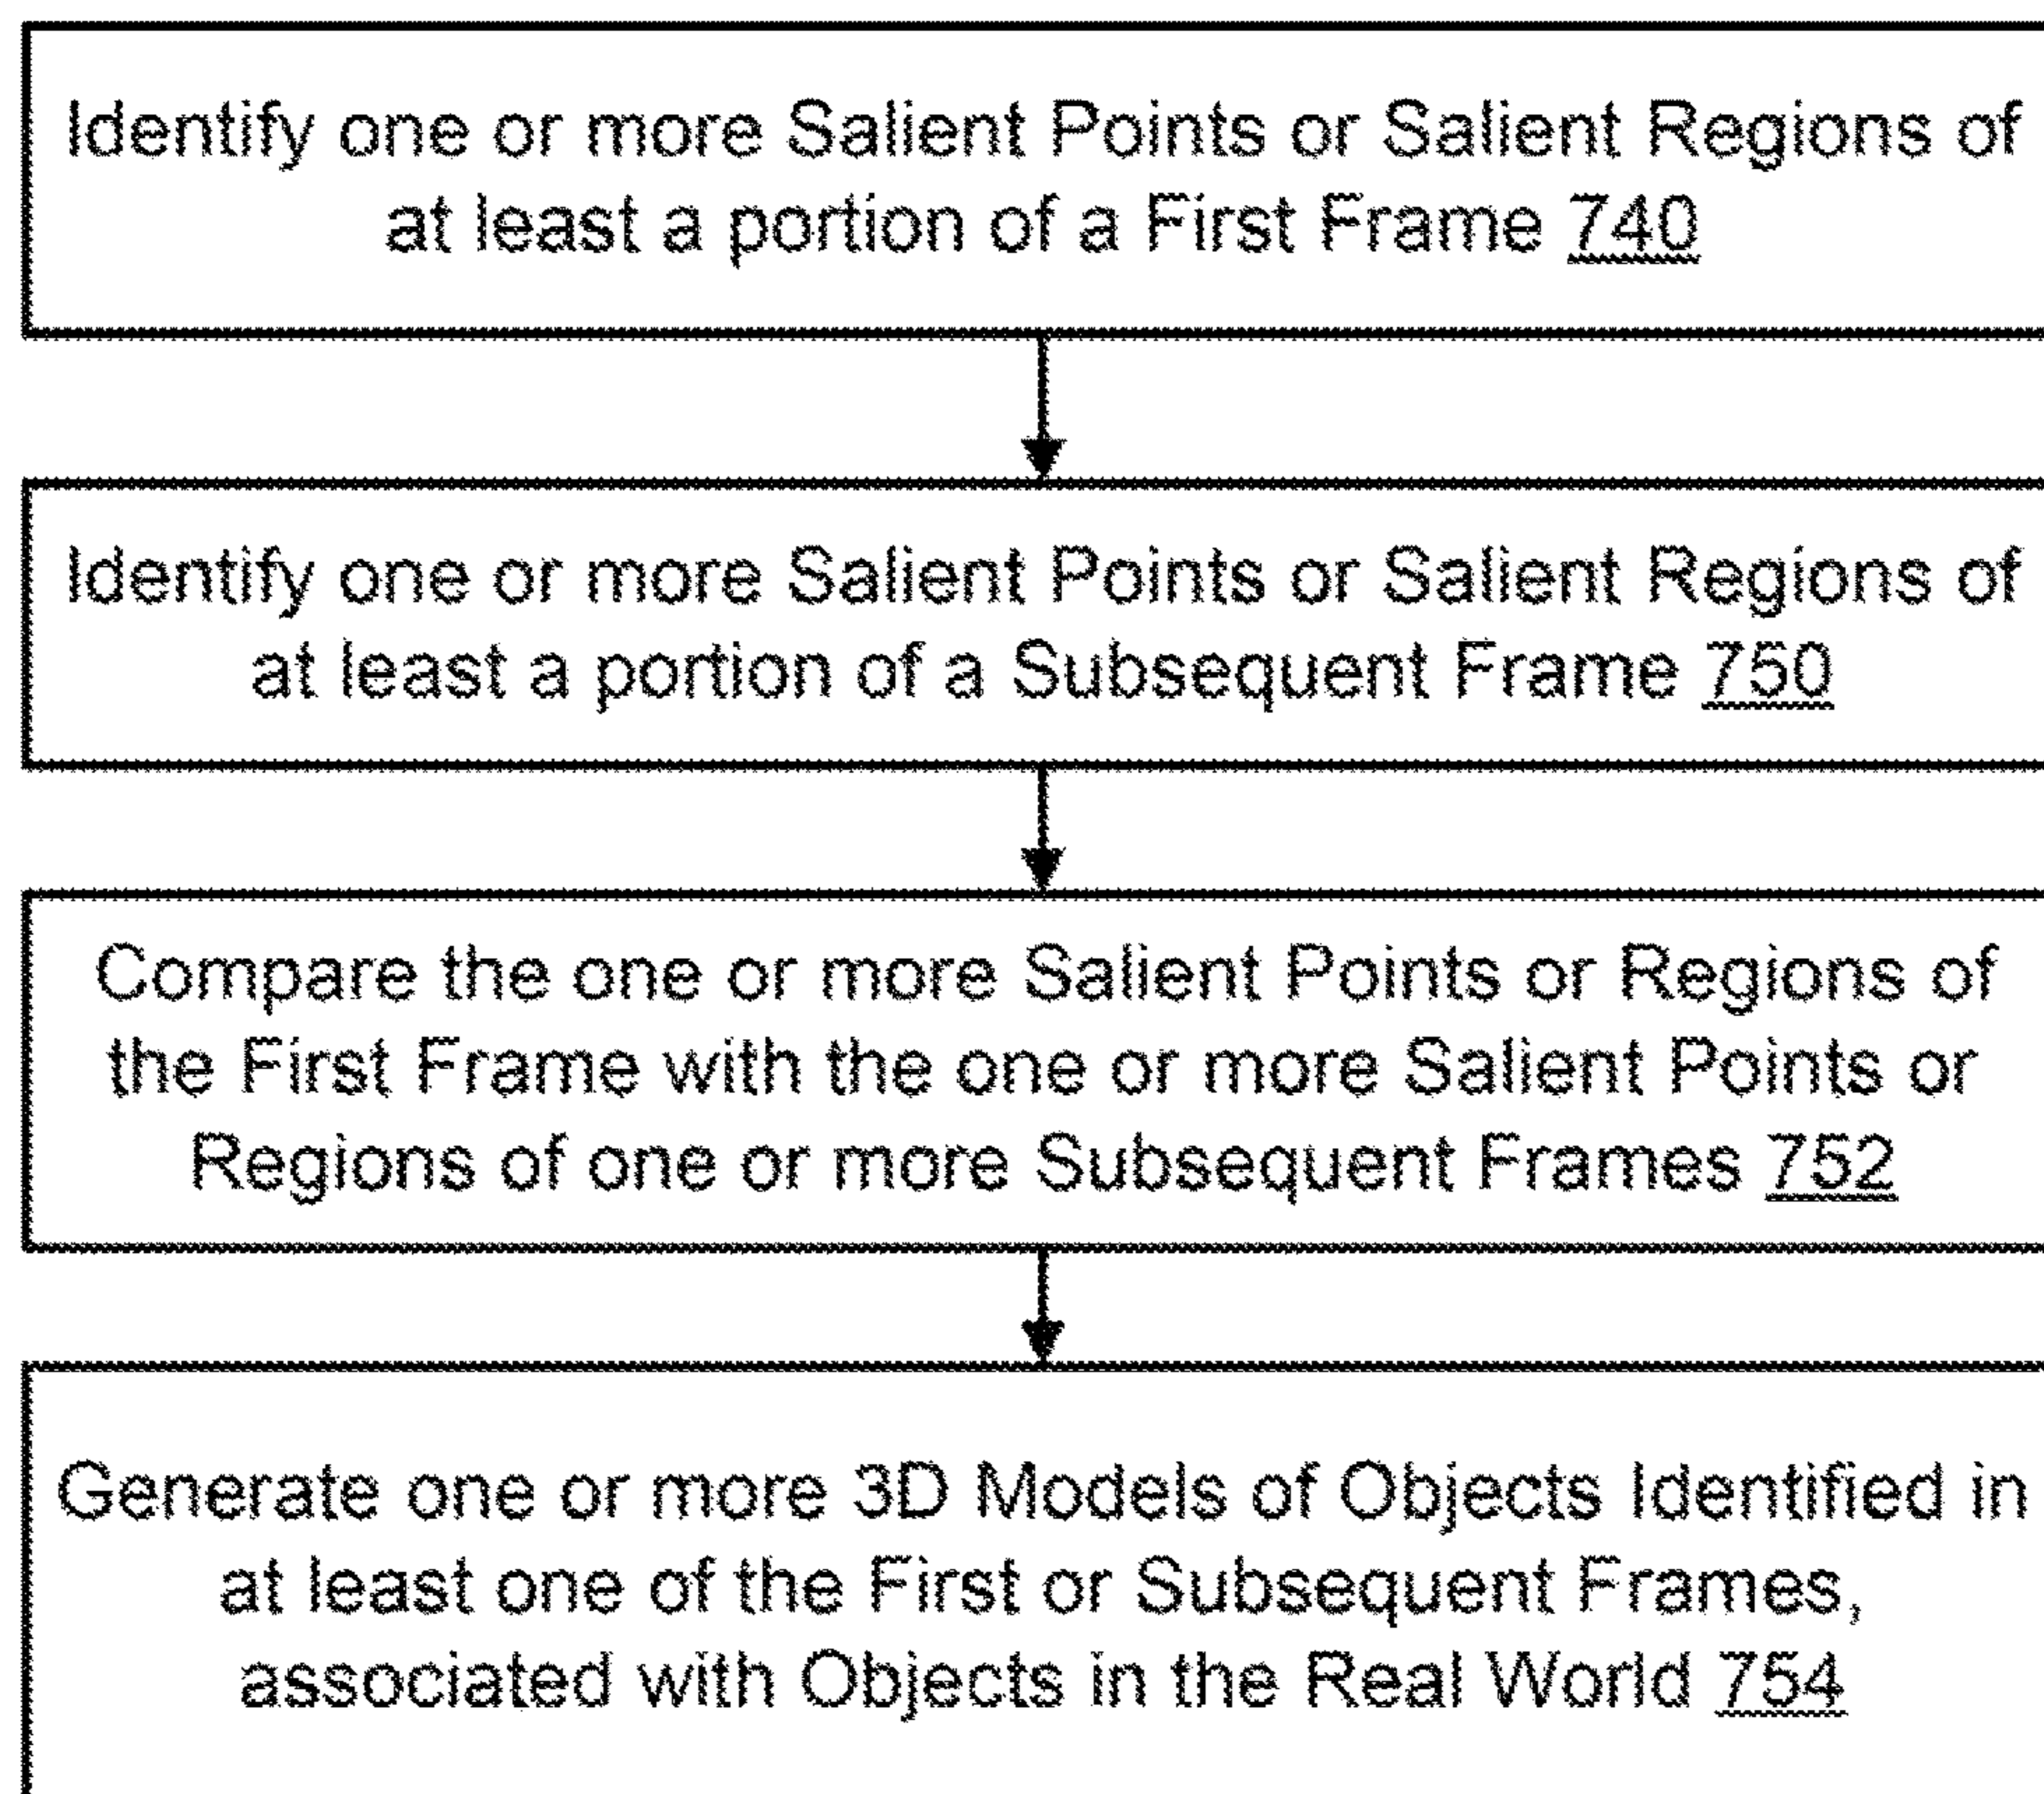 Identify one or more Salient Points or Salient Regions of
at least a portion of a First Frame 740
Identify one or more Salient Points or Salient Regions of
at least a portion of a Subsequent Frame 750
Compare the one or more Salient Points or Regions of
the First Frame with the one or more Salient Points or
Regions of one or more Subsequent Frames 752
Generate one or more 3D Models of Objects Identified in
at least one of the First or Subsequent Frames,
associated with Objects in the Real World 754